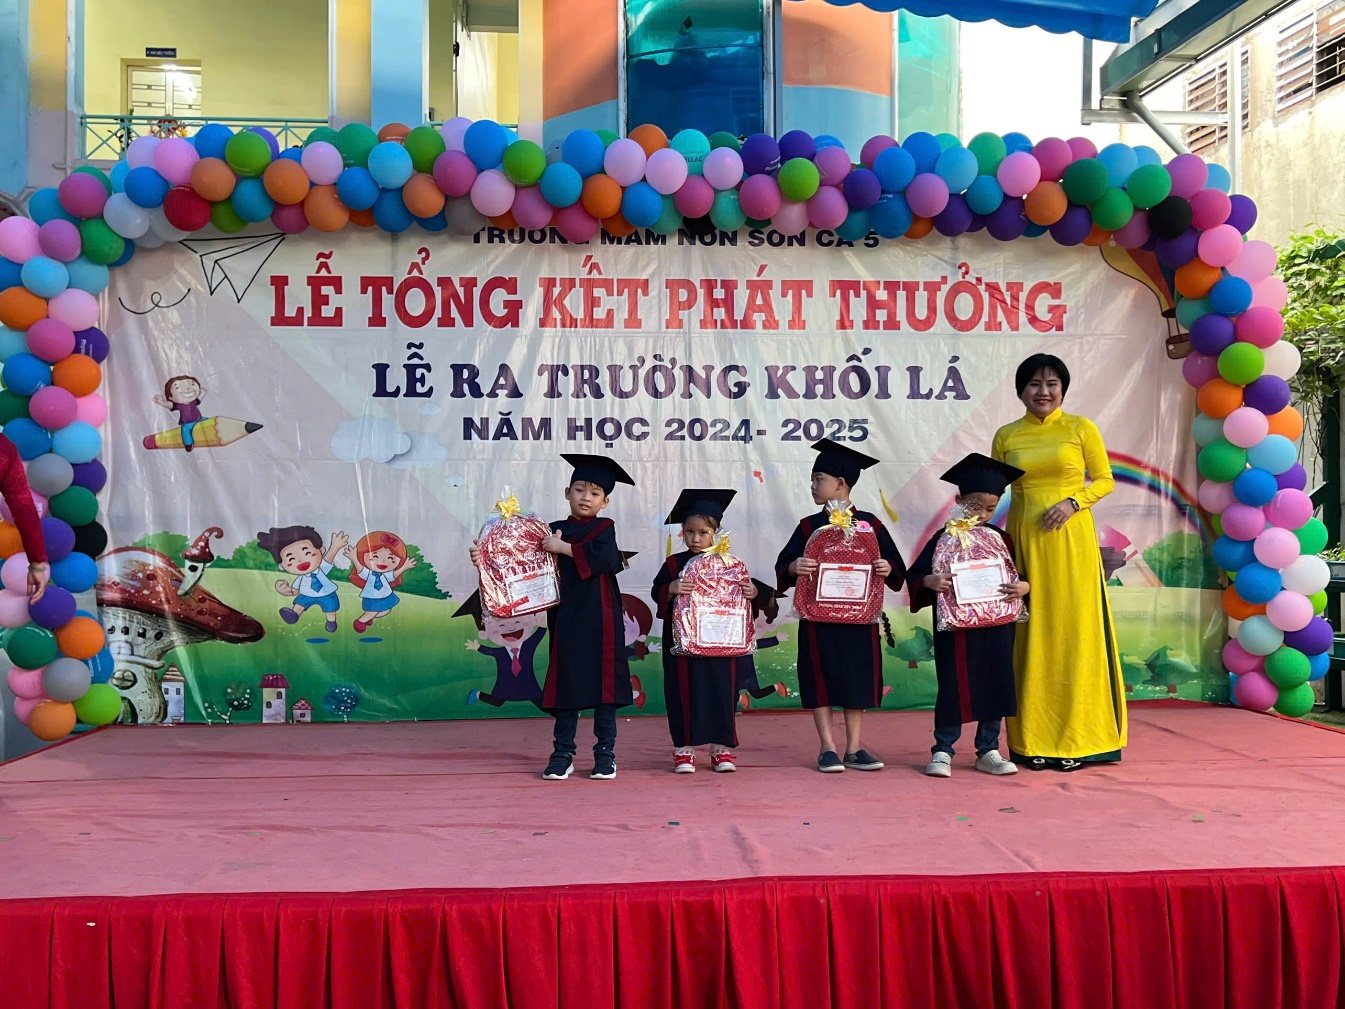 TRƯỜNG MẦM NON SƠN CA 5
LỄ TỔNG KẾT PHÁT THƯỞNG
LỄ RA TRƯỜNG KHỐI LÁ
NĂM HỌC 2024- 2025